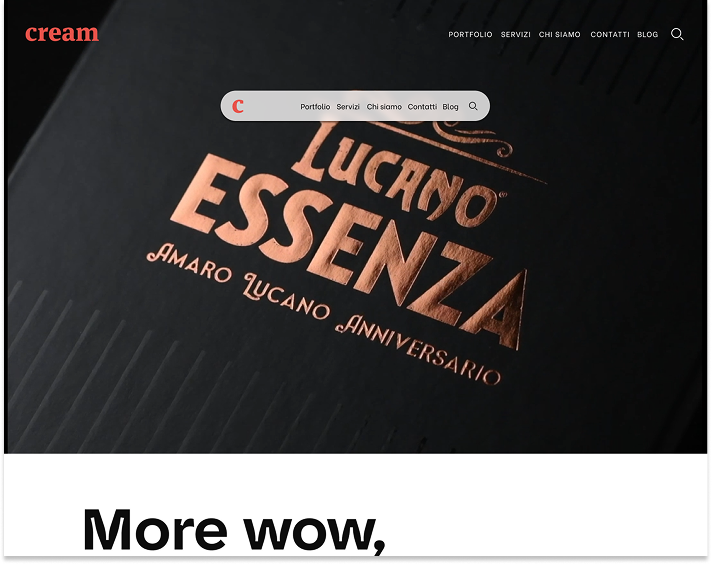 cream
PORTFOLIO SERVIZI CHI SIAMO CONTATTI BLOG
C
Portfolio Servizi Chi siamo Contatti Blog
LUCANO
ESSENZA
AMARO LUCANO ANNIVERSARIO
More wow,